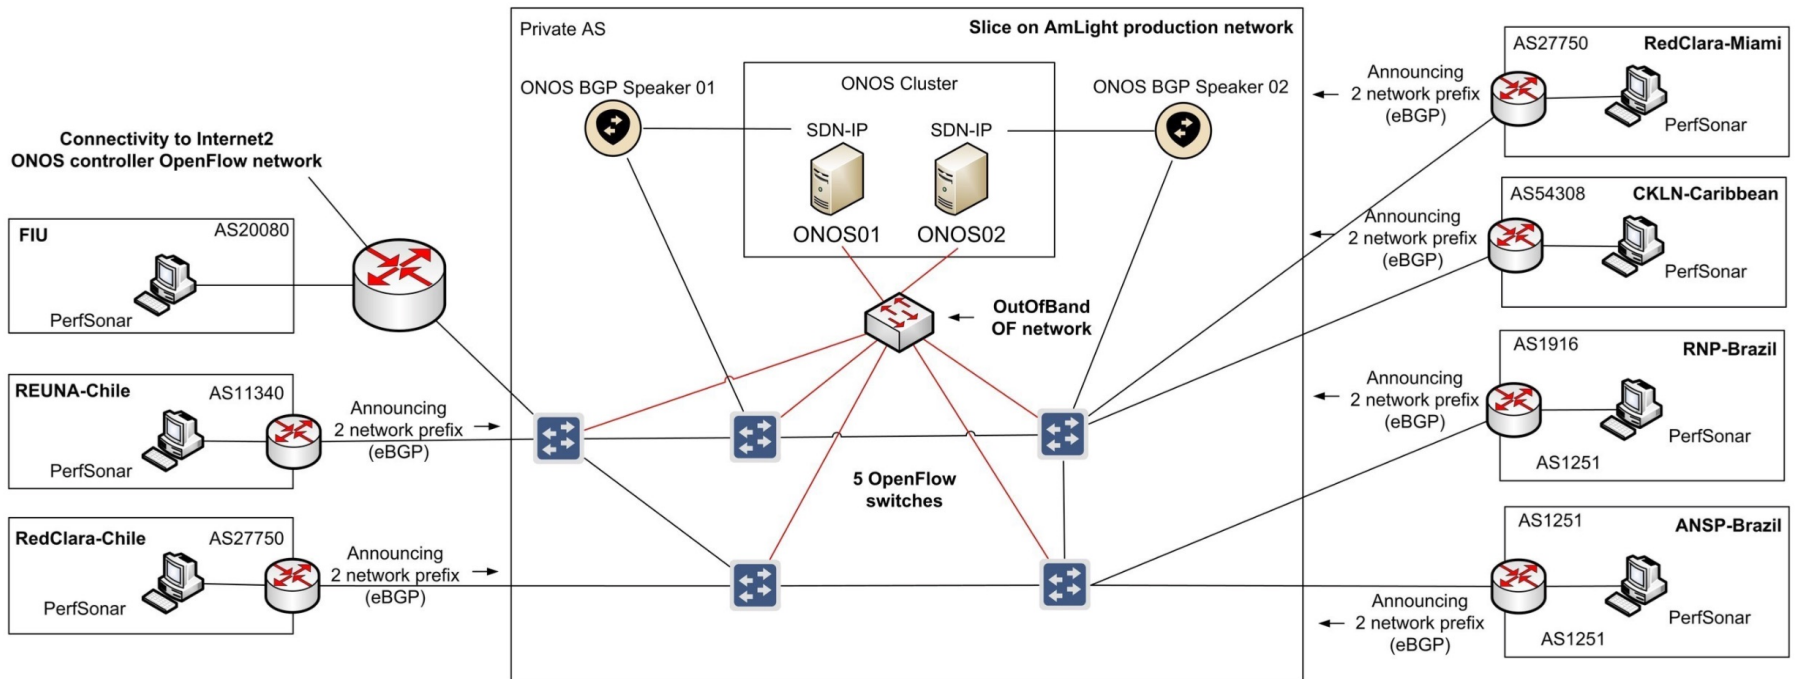 Private AS
Slice on AmLight production network
ONOS BGP Speaker 01
ONOS Cluster
ONOS BGP Speaker 02
SDN-IP
SDN-IP
ONOS01
ONOS02
OutOfBand
OF network
5 OpenFlow
switches
Connectivity to Internet2
ONOS controller OpenFlow network
FIU
AS20080
PerfSonar
REUNA-Chile
AS11340
PerfSonar
Announcing
2 network prefix
(eBGP)
RedClara-Chile
AS27750
PerfSonar
Announcing
2 network prefix
(eBGP)
Announcing
2 network prefix
(eBGP)
AS27750
RedClara-Miami
PerfSonar
Announcing
2 network prefix
(eBGP)
AS54308
CKLN-Caribbean
PerfSonar
Announcing
2 network prefix
(eBGP)
AS1916
RNP-Brazil
PerfSonar
AS1251
Announcing
2 network prefix
(eBGP)
AS1251
ANSP-Brazil
PerfSonar
AS1251